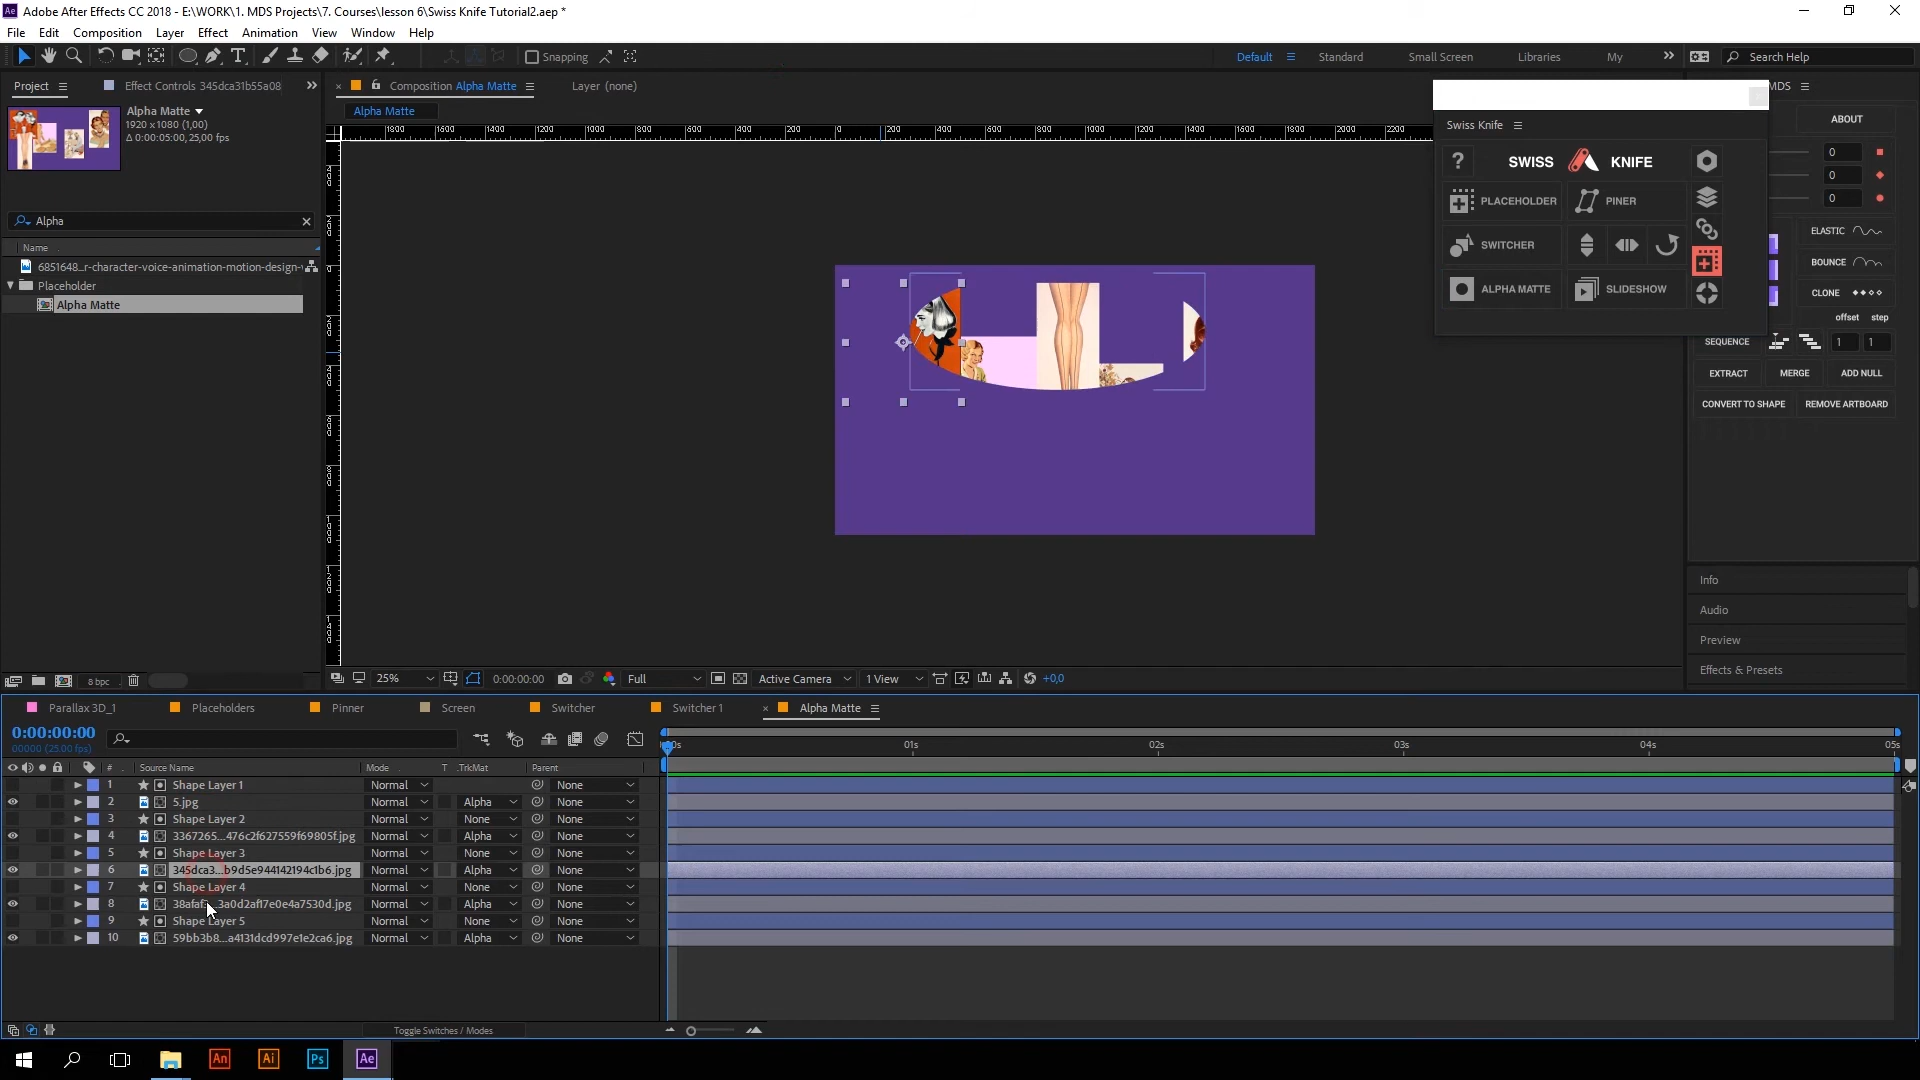 Adobe After Effects CC 2018 - E:\WORK\1. MDS Projects\7. Courses\lesson 6\Swiss Knife Tutorial2.aep *
File Edit Composition Layer Effect Animation View Window Help
Snapping
Default Standard Small Screen Libraries My Search Help
Project Effect Controls 345dca31b55a08
Composition Alpha Matte Layer (none)
Alpha Matte
Alpha Matte
1920 x 1080 (1,00)
Δ 0:00:05:00, 25,00 fps
Alpha
Name
6851648...r-character-voice-animation-motion-design-
Placeholder
Alpha Matte
Swiss Knife
? SWISS KNIFE
PLACEHOLDER PINER
SWITCHER
ALPHA MATTE SLIDESHOW
MDS
ABOUT
0
0
0
ELASTIC
BOUNCE
CLONE
offset step
SEQUENCE 1 1
EXTRACT MERGE ADD NULL
CONVERT TO SHAPE REMOVE ARTBOARD
Info
Audio
Preview
Effects & Presets
8 bpc
25% 0:00:00:00 Full Active Camera 1 View +0,0
Parallax 3D_1 Placeholders Pinner Screen Switcher Switcher 1 Alpha Matte
0:00:00:00
00000 (25.00 fps)
01s 02s 03s 04s 05s
# Source Name Mode T .TrkMat Parent
1 Shape Layer 1 Normal None
2 5.jpg Normal Alpha None
3 Shape Layer 2 Normal None None
4 3367265...476c2f627559f69805f.jpg Normal Alpha None
5 Shape Layer 3 Normal None None
6 345dca3...b9d5e944142194c1b6.jpg Normal Alpha None
7 Shape Layer 4 Normal None None
8 Normal Alpha None
9 Shape Layer 5 Normal None None
10 59bb3b8...a4131dcd997e1e2ca6.jpg Normal Alpha None
Toggle Switches / Modes
An Ai Ps Ae